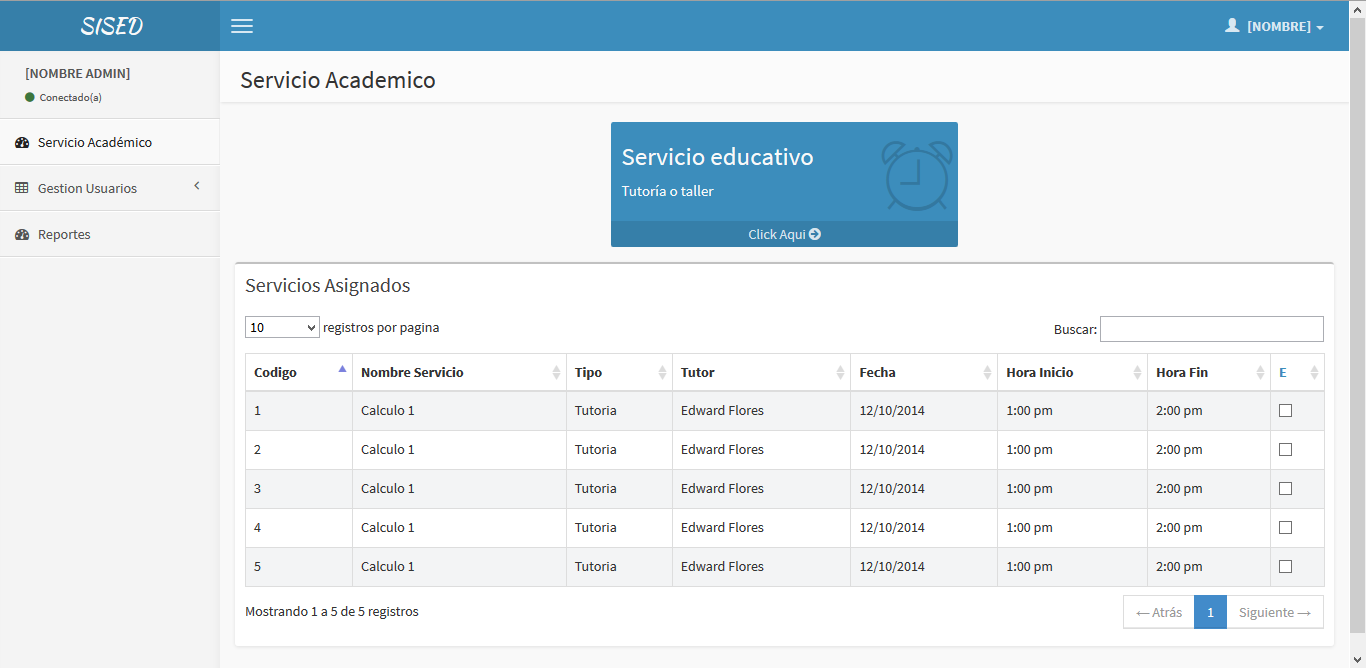 SISED
[NOMBRE]
[NOMBRE ADMIN]
Conectado(a)
Servicio Académico
Gestion Usuarios
Reportes
Servicio Academico
Servicio educativo
Tutoría o taller
Click Aqui
Servicios Asignados
10 registros por pagina
Buscar:
Codigo Nombre Servicio Tipo Tutor Fecha Hora Inicio Hora Fin E
1 Calculo 1 Tutoria Edward Flores 12/10/2014 1:00 pm 2:00 pm
2 Calculo 1 Tutoria Edward Flores 12/10/2014 1:00 pm 2:00 pm
3 Calculo 1 Tutoria Edward Flores 12/10/2014 1:00 pm 2:00 pm
4 Calculo 1 Tutoria Edward Flores 12/10/2014 1:00 pm 2:00 pm
5 Calculo 1 Tutoria Edward Flores 12/10/2014 1:00 pm 2:00 pm
Mostrando 1 a 5 de 5 registros
← Atrás 1 Siguiente →